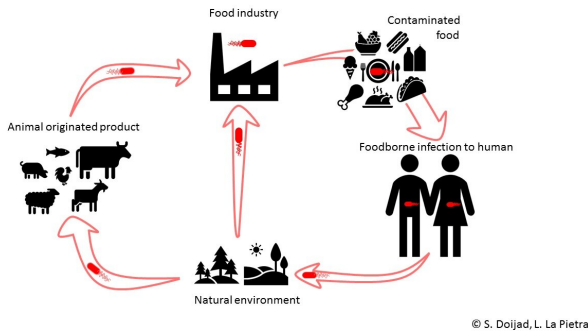 Food industry
Contaminated
food
Animal originated product
Foodborne infection to human
Natural environment
© S. Doijad, L. La Pietra